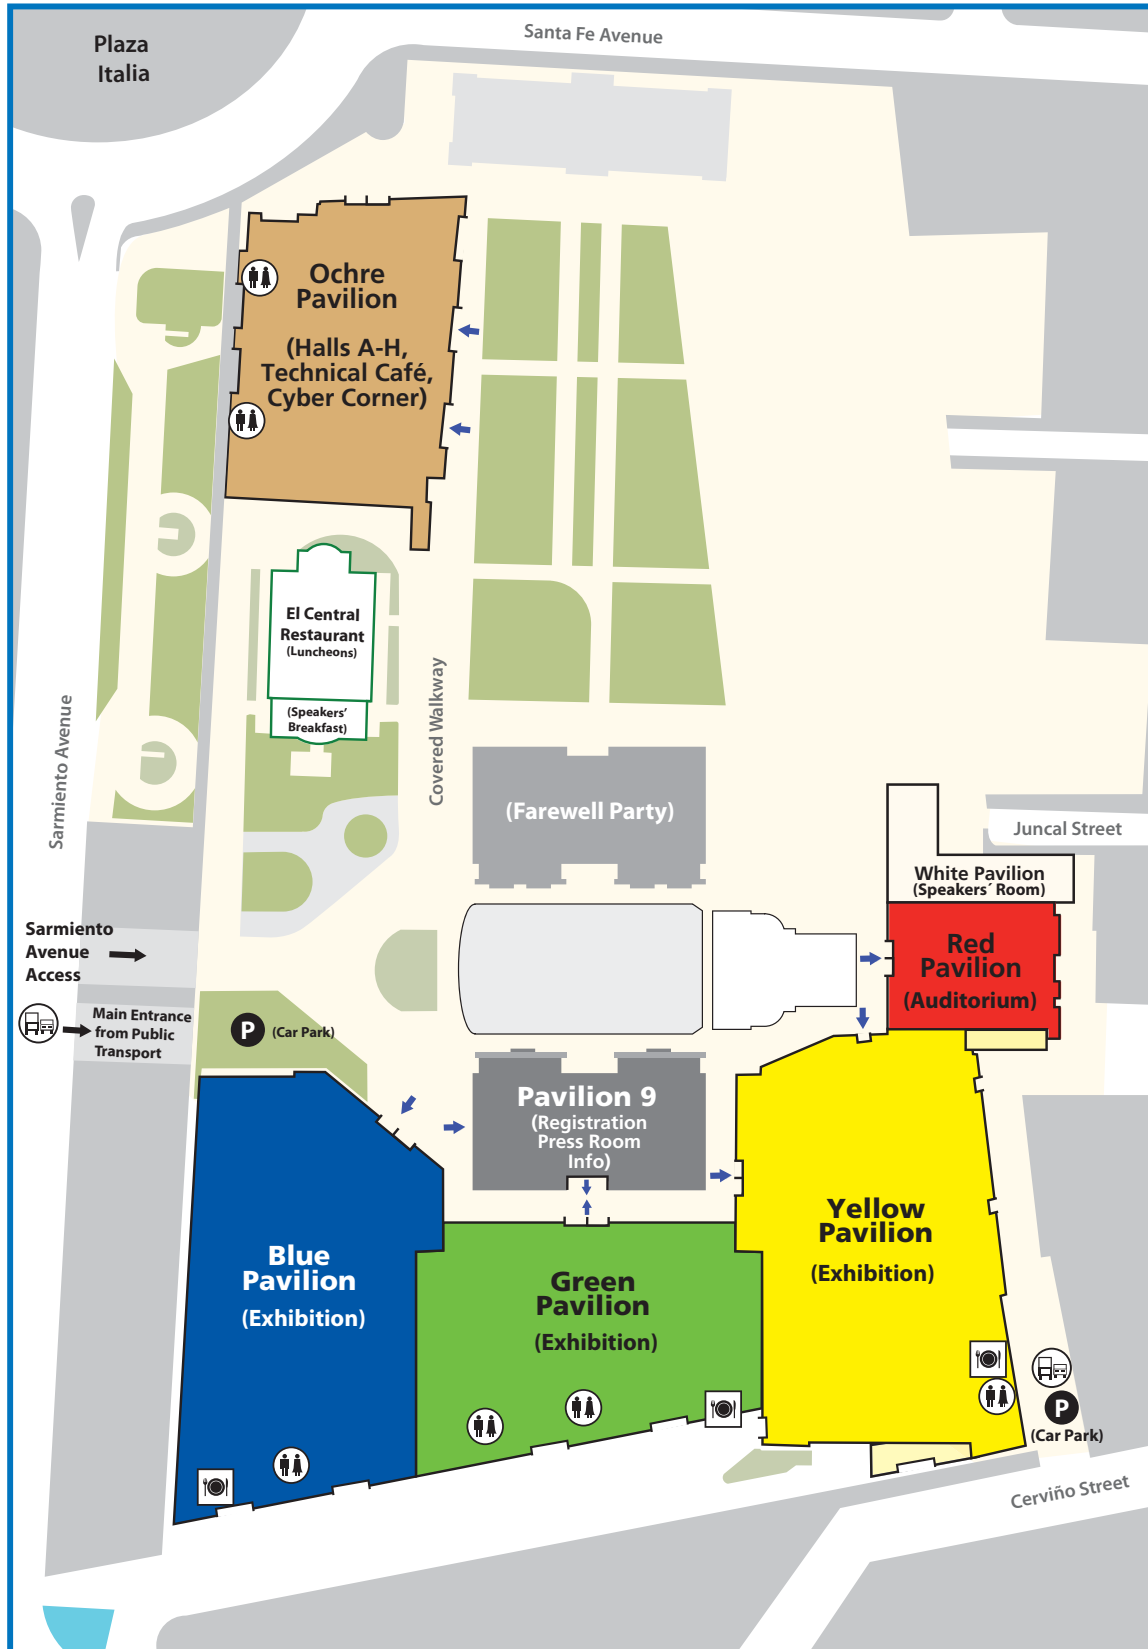 Plaza
Italia
Santa Fe Avenue
Ochre
Pavilion
(Halls A-H,
Technical Café,
Cyber Corner)
El Central
Restaurant
(Luncheons)
(Speakers'
Breakfast)
Covered Walkway
Sarmiento Avenue
(Farewell Party)
Juncal Street
White Pavilion
(Speakers´ Room)
Red
Pavilion
(Auditorium)
Sarmiento
Avenue
Access
Main Entrance
from Public
Transport
P
(Car Park)
Pavilion 9
(Registration
Press Room
Info)
Yellow
Pavilion
(Exhibition)
Blue
Pavilion
(Exhibition)
Green
Pavilion
(Exhibition)
P
(Car Park)
Cerviño Street